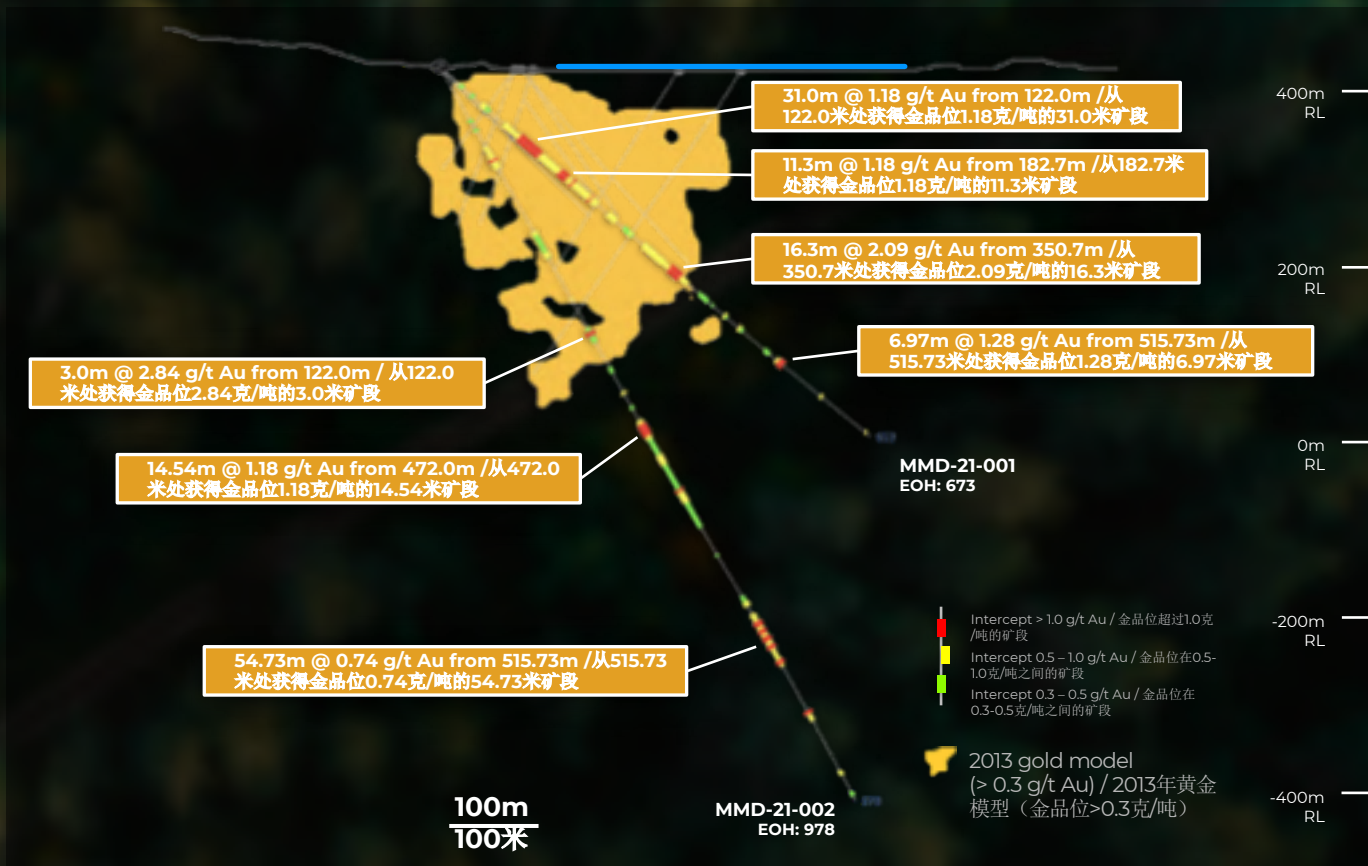 31.0m @ 1.18 g/t Au from 122.0m /从
122.0米处获得金品位1.18克/吨的31.0米矿段
11.3m @ 1.18 g/t Au from 182.7m /从182.7米
处获得金品位1.18克/吨的11.3米矿段
16.3m @ 2.09 g/t Au from 350.7m /从
350.7米处获得金品位2.09克/吨的16.3米矿段
6.97m @ 1.28 g/t Au from 515.73m /从
515.73米处获得金品位1.28克/吨的6.97米矿段
3.0m @ 2.84 g/t Au from 122.0m / 从122.0
米处获得金品位2.84克/吨的3.0米矿段
14.54m @ 1.18 g/t Au from 472.0m /从472.0
米处获得金品位1.18克/吨的14.54米矿段
54.73m @ 0.74 g/t Au from 515.73m /从515.73
米处获得金品位0.74克/吨的54.73米矿段
400m
RL
200m
RL
0m
RL
-200m
RL
-400m
RL
MMD-21-001
EOH: 673
MMD-21-002
EOH: 978
Intercept > 1.0 g/t Au / 金品位超过1.0克
/吨的矿段
Intercept 0.5 – 1.0 g/t Au / 金品位在0.5-
1.0克/吨之间的矿段
Intercept 0.3 – 0.5 g/t Au / 金品位在
0.3-0.5克/吨之间的矿段
2013 gold model
(> 0.3 g/t Au) / 2013年黄金
模型（金品位>0.3克/吨）
100m
100米